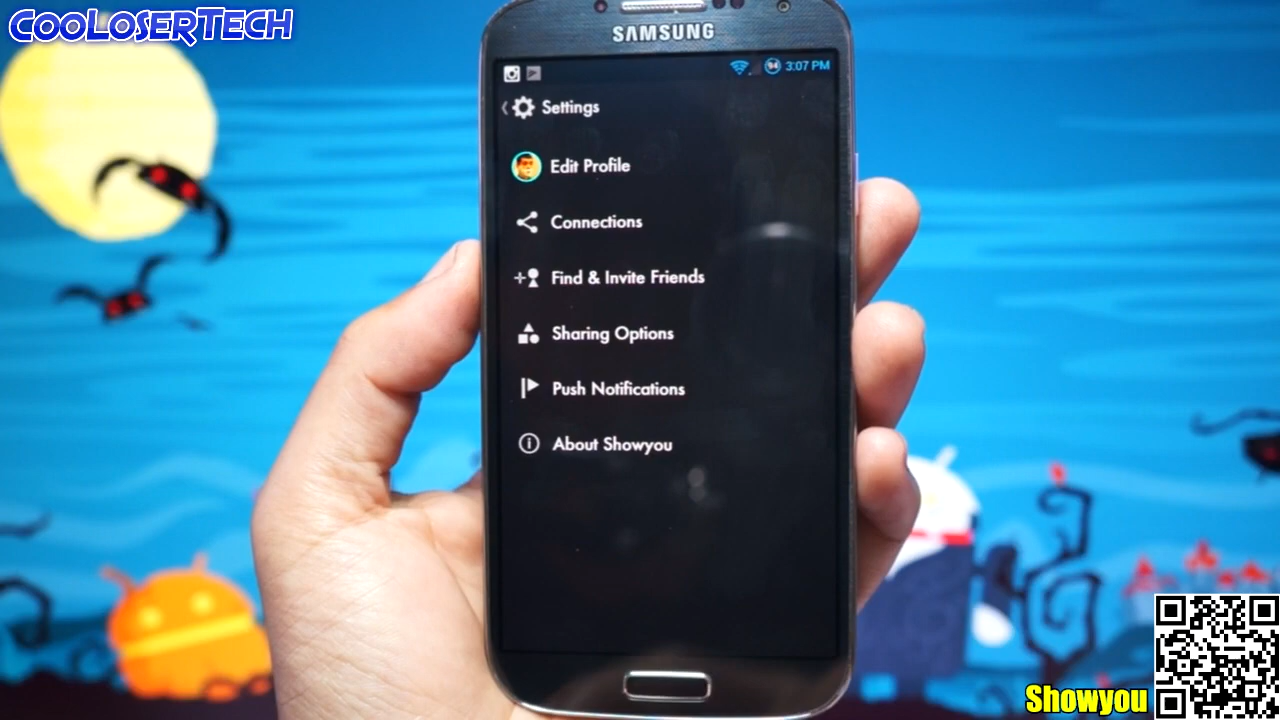 COOLOSERTECH
SAMSUNG
94 3:07 PM
Settings
Edit Profile
Connections
Find & Invite Friends
Sharing Options
Push Notifications
About Showyou
Showyou